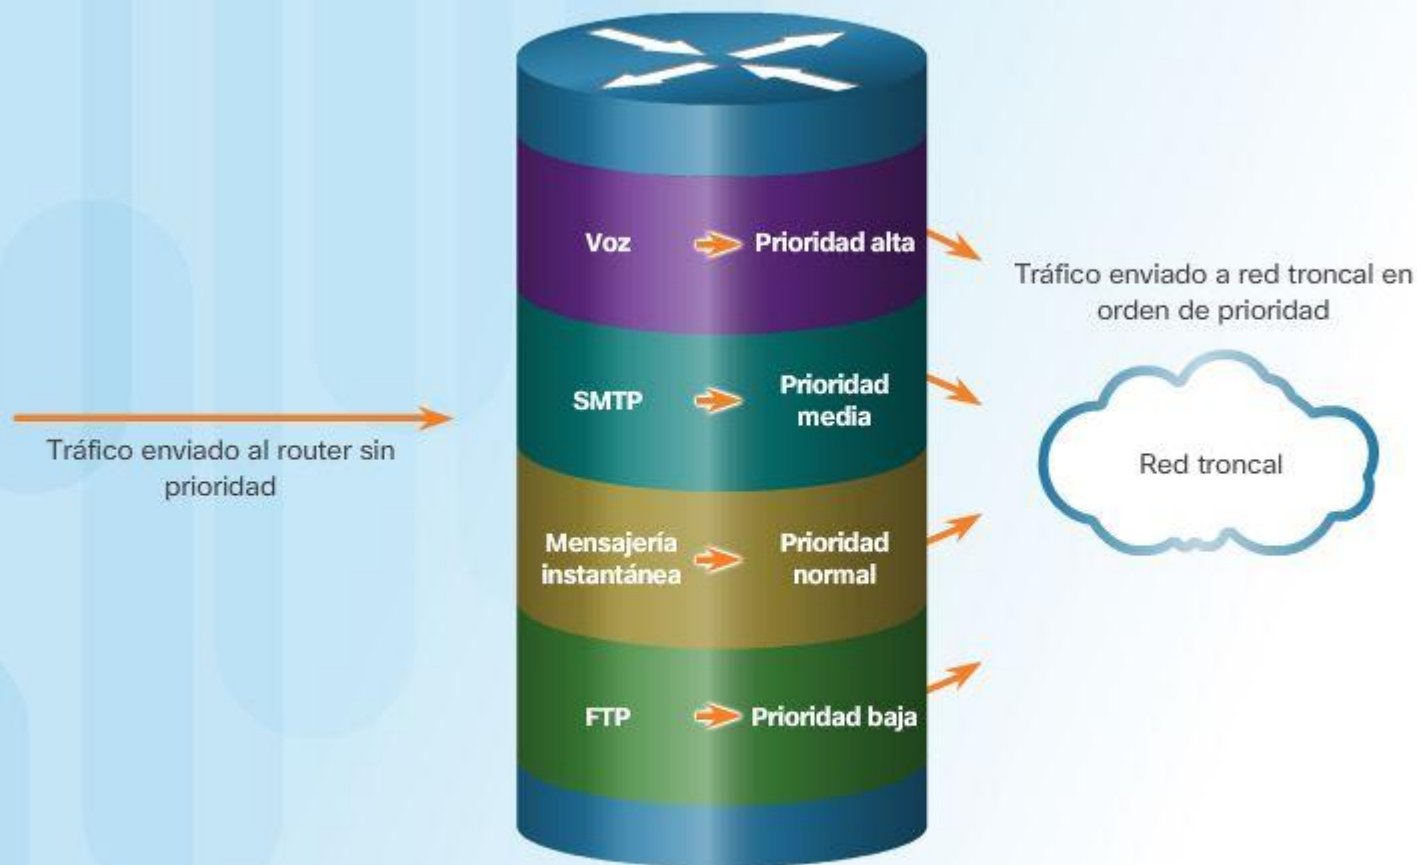 Voz
Prioridad alta
Tráfico enviado a red troncal en
orden de prioridad
SMTP
Prioridad
media
Tráfico enviado al router sin
prioridad
Red troncal
Mensajería
instantánea
Prioridad
normal
FTP
Prioridad baja